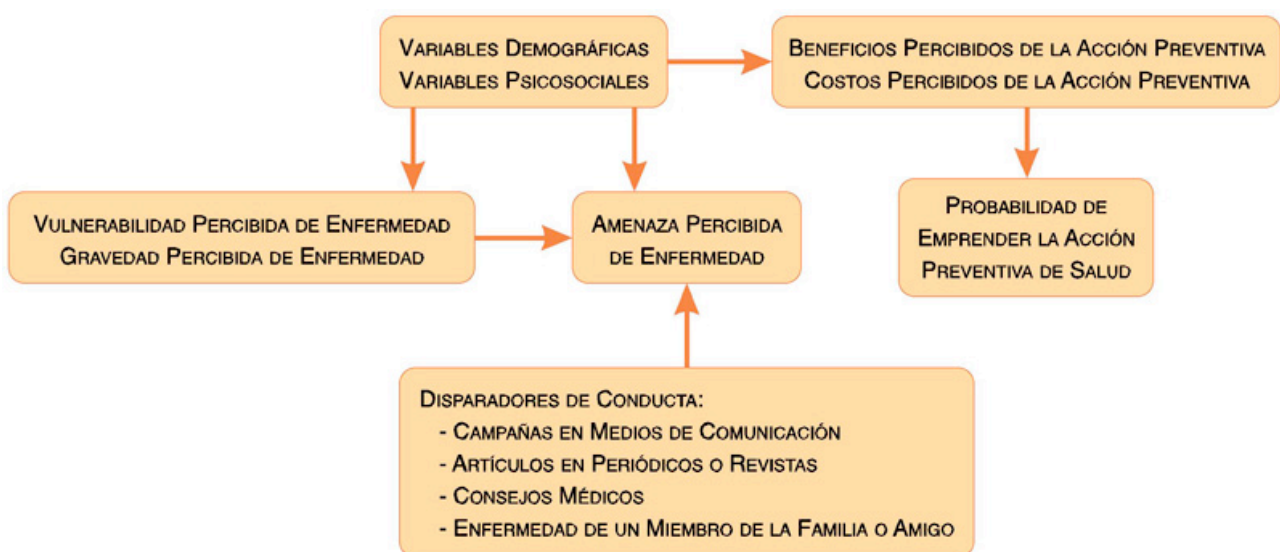 Variables Demográficas
Variables Psicosociales
Beneficios Percibidos de la Acción Preventiva
Costos Percibidos de la Acción Preventiva
Vulnerabilidad Percibida de Enfermedad
Gravedad Percibida de Enfermedad
Amenaza Percibida
de Enfermedad
Probabilidad de
Emprender la Acción
Preventiva de Salud
Disparadores de Conducta:
- Campañas en Medios de Comunicación
- Artículos en Periódicos o Revistas
- Consejos Médicos
- Enfermedad de un Miembro de la Familia o Amigo